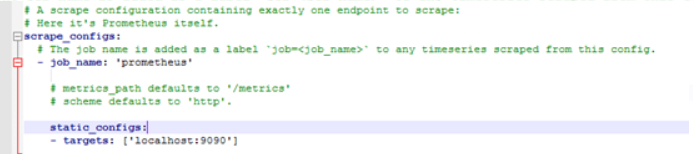 # A scrape configuration containing exactly one endpoint to scrape:
# Here it's Prometheus itself.
scrape_configs:
# The job name is added as a label `job=<job_name>` to any timeseries scraped from this config.
- job_name: 'prometheus'
# metrics_path defaults to '/metrics'
# scheme defaults to 'http'.
static_configs:
- targets: ['localhost:9090']